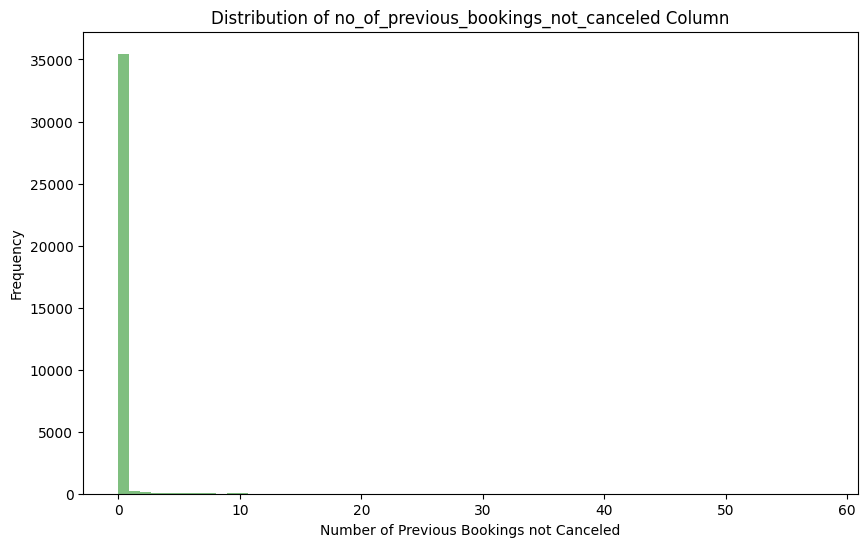 Distribution of no_of_previous_bookings_not_canceled Column
35000
30000
25000
20000
15000
10000
5000
0
Frequency
0 10 20 30 40 50 60
Number of Previous Bookings not Canceled